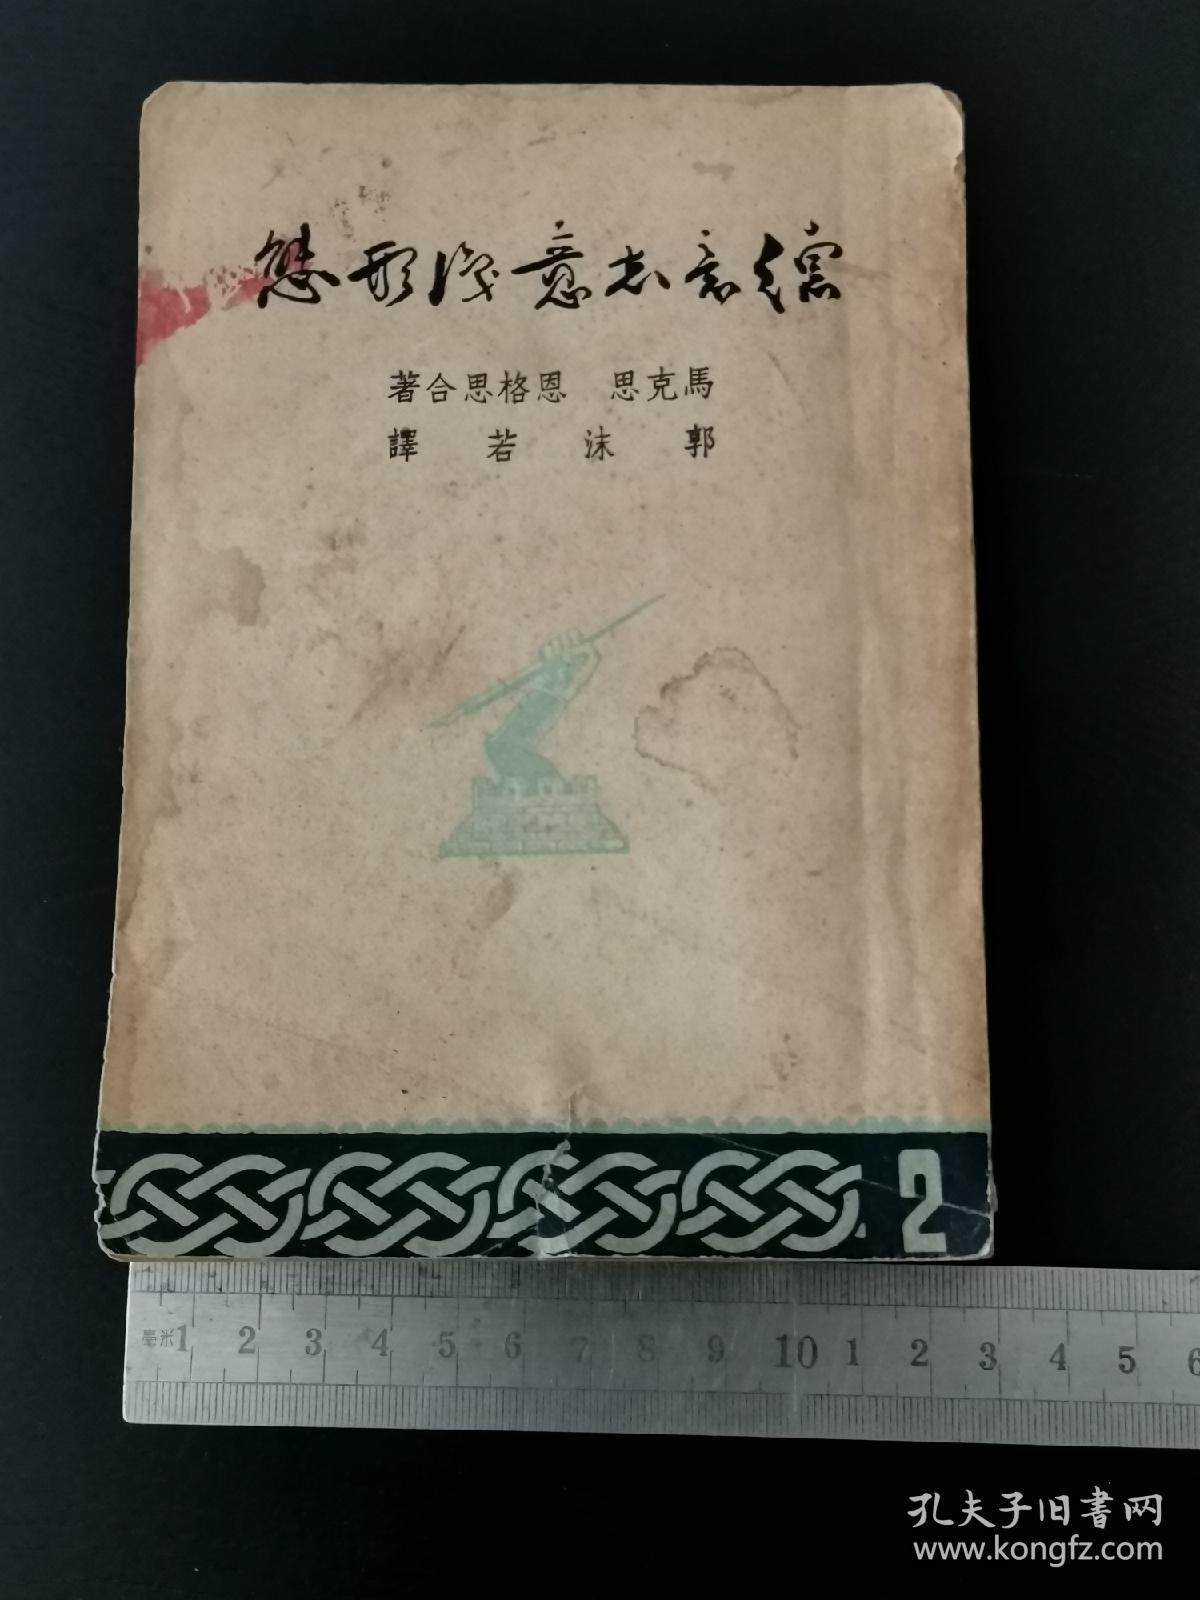 德意志意識形態
馬克思 恩格思合著
郭沫若譯
2
毫米 1 2 3 4 5 6 7 8 9 10 1 2 3 4 5 6
孔夫子旧書网
www.kongfz.com